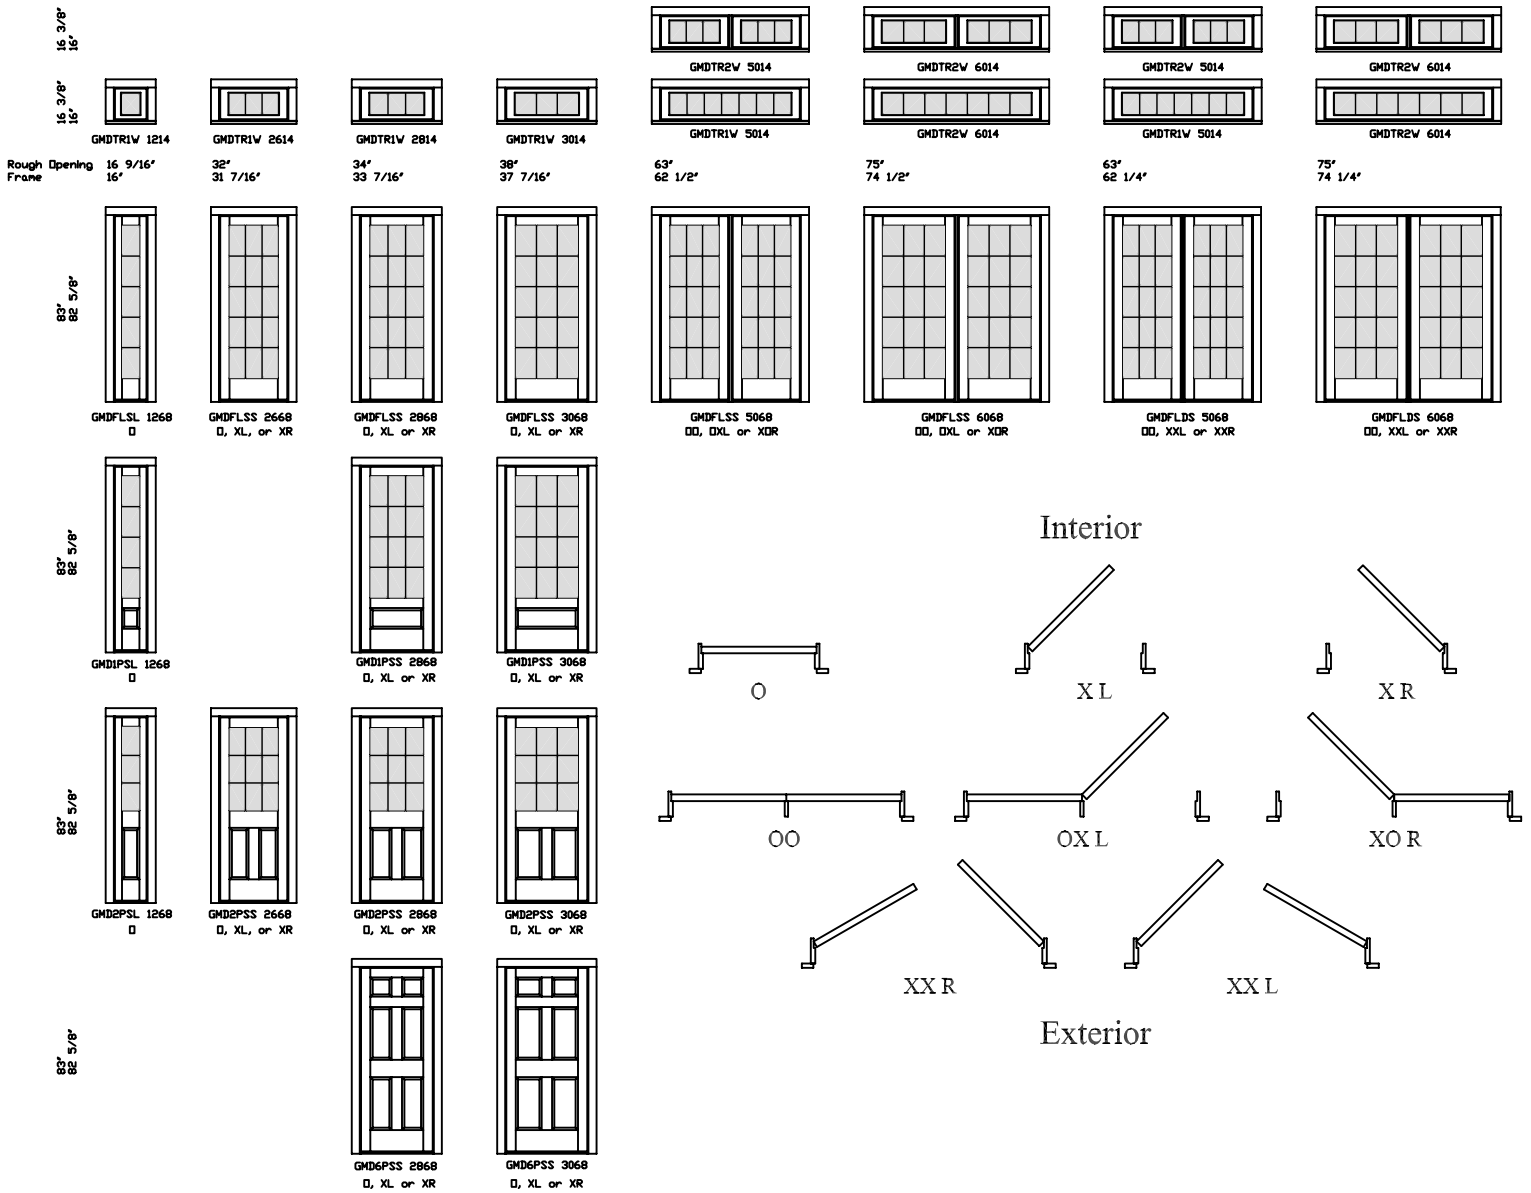 16 3/8"
16"
GMDTR2W 5014 GMDTR2W 6014 GMDTR2W 5014 GMDTR2W 6014
16 3/8"
16"
GMDTR1W 1214 GMDTR1W 2614 GMDTR1W 2814 GMDTR1W 3014 GMDTR1W 5014 GMDTR2W 6014 GMDTR1W 5014 GMDTR2W 6014
Rough Opening 16 9/16" 32" 34" 38" 63" 75" 63" 75"
Frame 16" 31 7/16" 33 7/16" 37 7/16" 62 1/2" 74 1/2" 62 1/4" 74 1/4"
83"
82 5/8"
GMDFLSL 1268 GMDFLSS 2668 GMDFLSS 2868 GMDFLSS 3068 GMDFLSS 5068 GMDFLSS 6068 GMDFLDS 5068 GMDFLDS 6068
O O, XL, or XR O, XL or XR O, XL or XR OO, OXL or XOR OO, OXL or XOR OO, XXL or XXR OO, XXL or XXR
83"
82 5/8"
GMD1PSL 1268 GMD1PSS 2868 GMD1PSS 3068
O O, XL or XR O, XL or XR
Interior
O XL XR
83"
82 5/8"
OO OX L XO R
GMD2PSL 1268 GMD2PSS 2668 GMD2PSS 2868 GMD2PSS 3068
O O, XL, or XR O, XL or XR O, XL or XR
XX R XX L
Exterior
83"
82 5/8"
GMD6PSS 2868 GMD6PSS 3068
O, XL or XR O, XL or XR